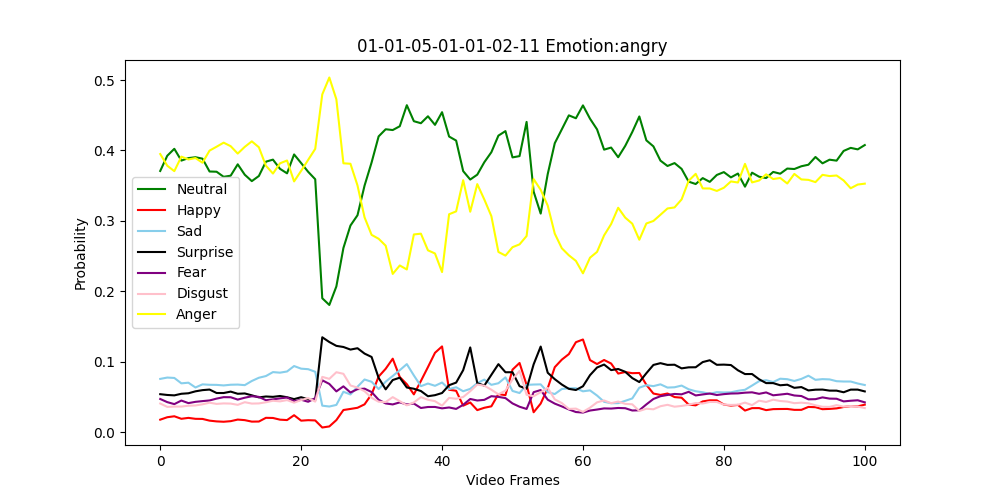 01-01-05-01-01-02-11 Emotion:angry
Probability
0.5
0.4
0.3
0.2
0.1
0.0
Neutral
Happy
Sad
Surprise
Fear
Disgust
Anger
0 20 40 60 80 100
Video Frames